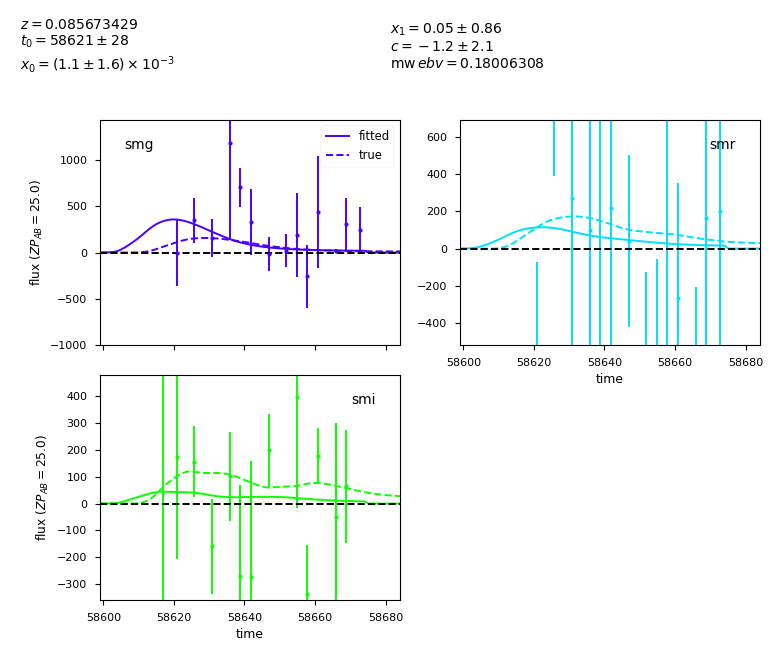 z = 0.085673429
t₀ = 58621 ± 28
x₀ = (1.1 ± 1.6) × 10⁻³
x₁ = 0.05 ± 0.86
c = −1.2 ± 2.1
mw ebv = 0.18006308
smg
fitted
true
1000
500
0
−500
−1000
flux (ZP_AB = 25.0)
smr
600
400
200
0
−200
−400
58600 58620 58640 58660 58680
time
smi
400
300
200
100
0
−100
−200
−300
flux (ZP_AB = 25.0)
58600 58620 58640 58660 58680
time